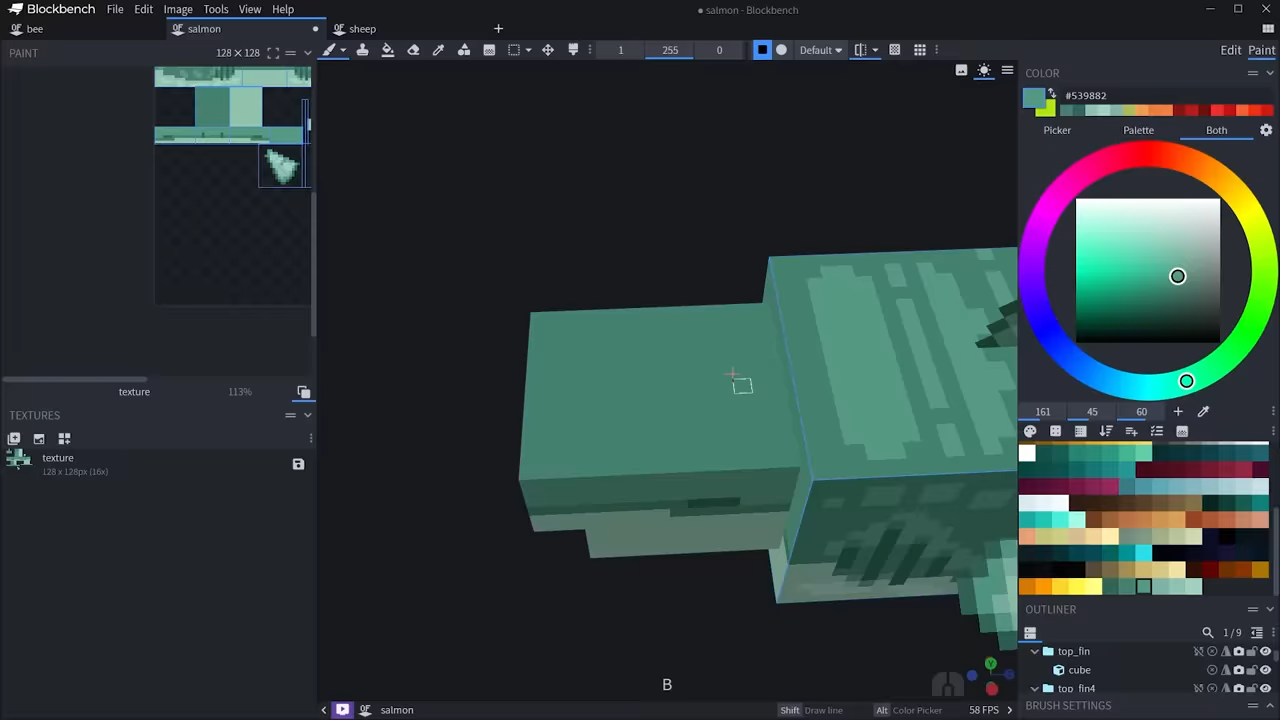 File Edit Image Tools View Help
salmon - Blockbench
bee
salmon
sheep
PAINT
128 × 128
1
255
0
Default
Edit Paint
COLOR
#539882
Picker
Palette
Both
161
45
60
texture
113%
TEXTURES
texture
128 x 128px (16x)
B
OUTLINER
1/9
top_fin
cube
top_fin4
BRUSH SETTINGS
Y
salmon
Shift Draw line
Alt Color Picker
58 FPS